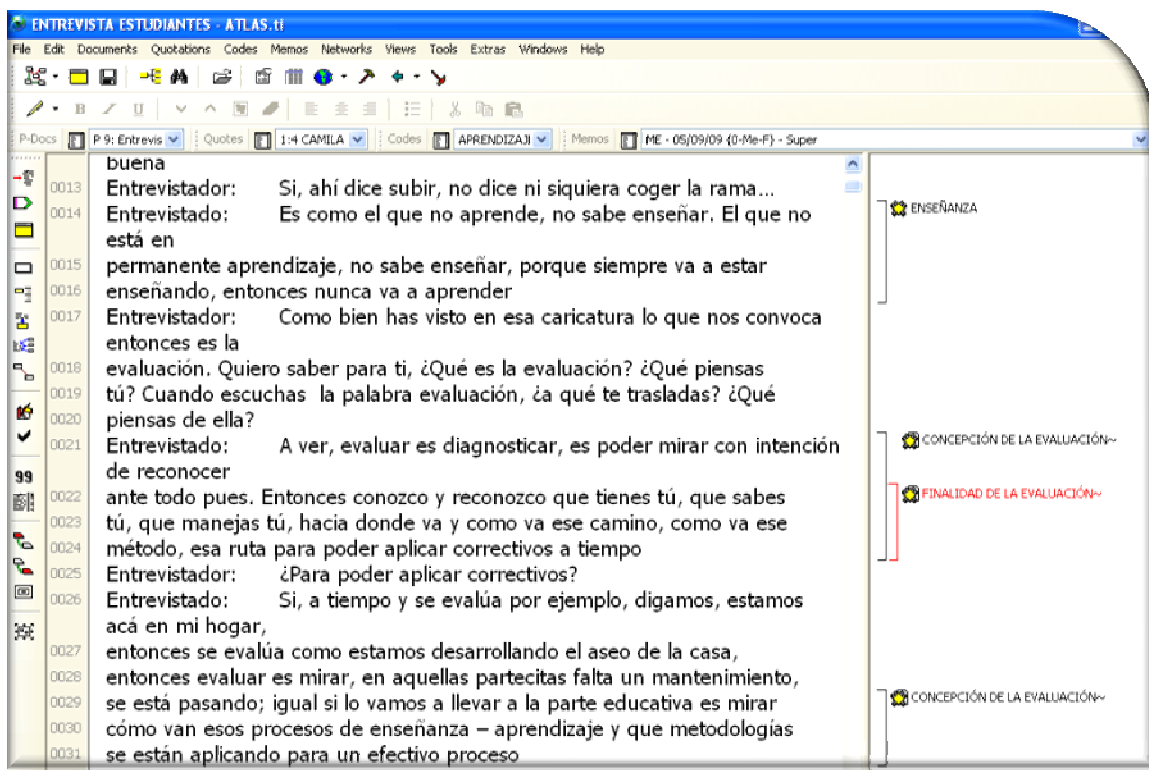 ENTREVISTA ESTUDIANTES - ATLAS.ti
File Edit Documents Quotations Codes Memos Networks Views Tools Extras Windows Help
B I U
P-Docs P 9: Entrevis Quotes 1:4 CAMILA Codes APRENDIZAJI Memos ME - 05/09/09 {0-Me-F} - Super
buena
0013 Entrevistador: Si, ahí dice subir, no dice ni siquiera coger la rama...
0014 Entrevistado: Es como el que no aprende, no sabe enseñar. El que no ENSEÑANZA
está en
0015 permanente aprendizaje, no sabe enseñar, porque siempre va a estar
0016 enseñando, entonces nunca va a aprender
0017 Entrevistador: Como bien has visto en esa caricatura lo que nos convoca
entonces es la
0018 evaluación. Quiero saber para ti, ¿Qué es la evaluación? ¿Qué piensas
0019 tú? Cuando escuchas la palabra evaluación, ¿a qué te trasladas? ¿Qué
0020 piensas de ella?
0021 Entrevistado: A ver, evaluar es diagnosticar, es poder mirar con intención CONCEPCIÓN DE LA EVALUACIÓN~
de reconocer
0022 ante todo pues. Entonces conozco y reconozco que tienes tú, que sabes FINALIDAD DE LA EVALUACIÓN~
0023 tú, que manejas tú, hacia donde va y como va ese camino, como va ese
0024 método, esa ruta para poder aplicar correctivos a tiempo
0025 Entrevistador: ¿Para poder aplicar correctivos?
0026 Entrevistado: Si, a tiempo y se evalúa por ejemplo, digamos, estamos
acá en mi hogar,
0027 entonces se evalúa como estamos desarrollando el aseo de la casa,
0028 entonces evaluar es mirar, en aquellas partecitas falta un mantenimiento,
0029 se está pasando; igual si lo vamos a llevar a la parte educativa es mirar CONCEPCIÓN DE LA EVALUACIÓN~
0030 cómo van esos procesos de enseñanza – aprendizaje y que metodologías
0031 se están aplicando para un efectivo proceso